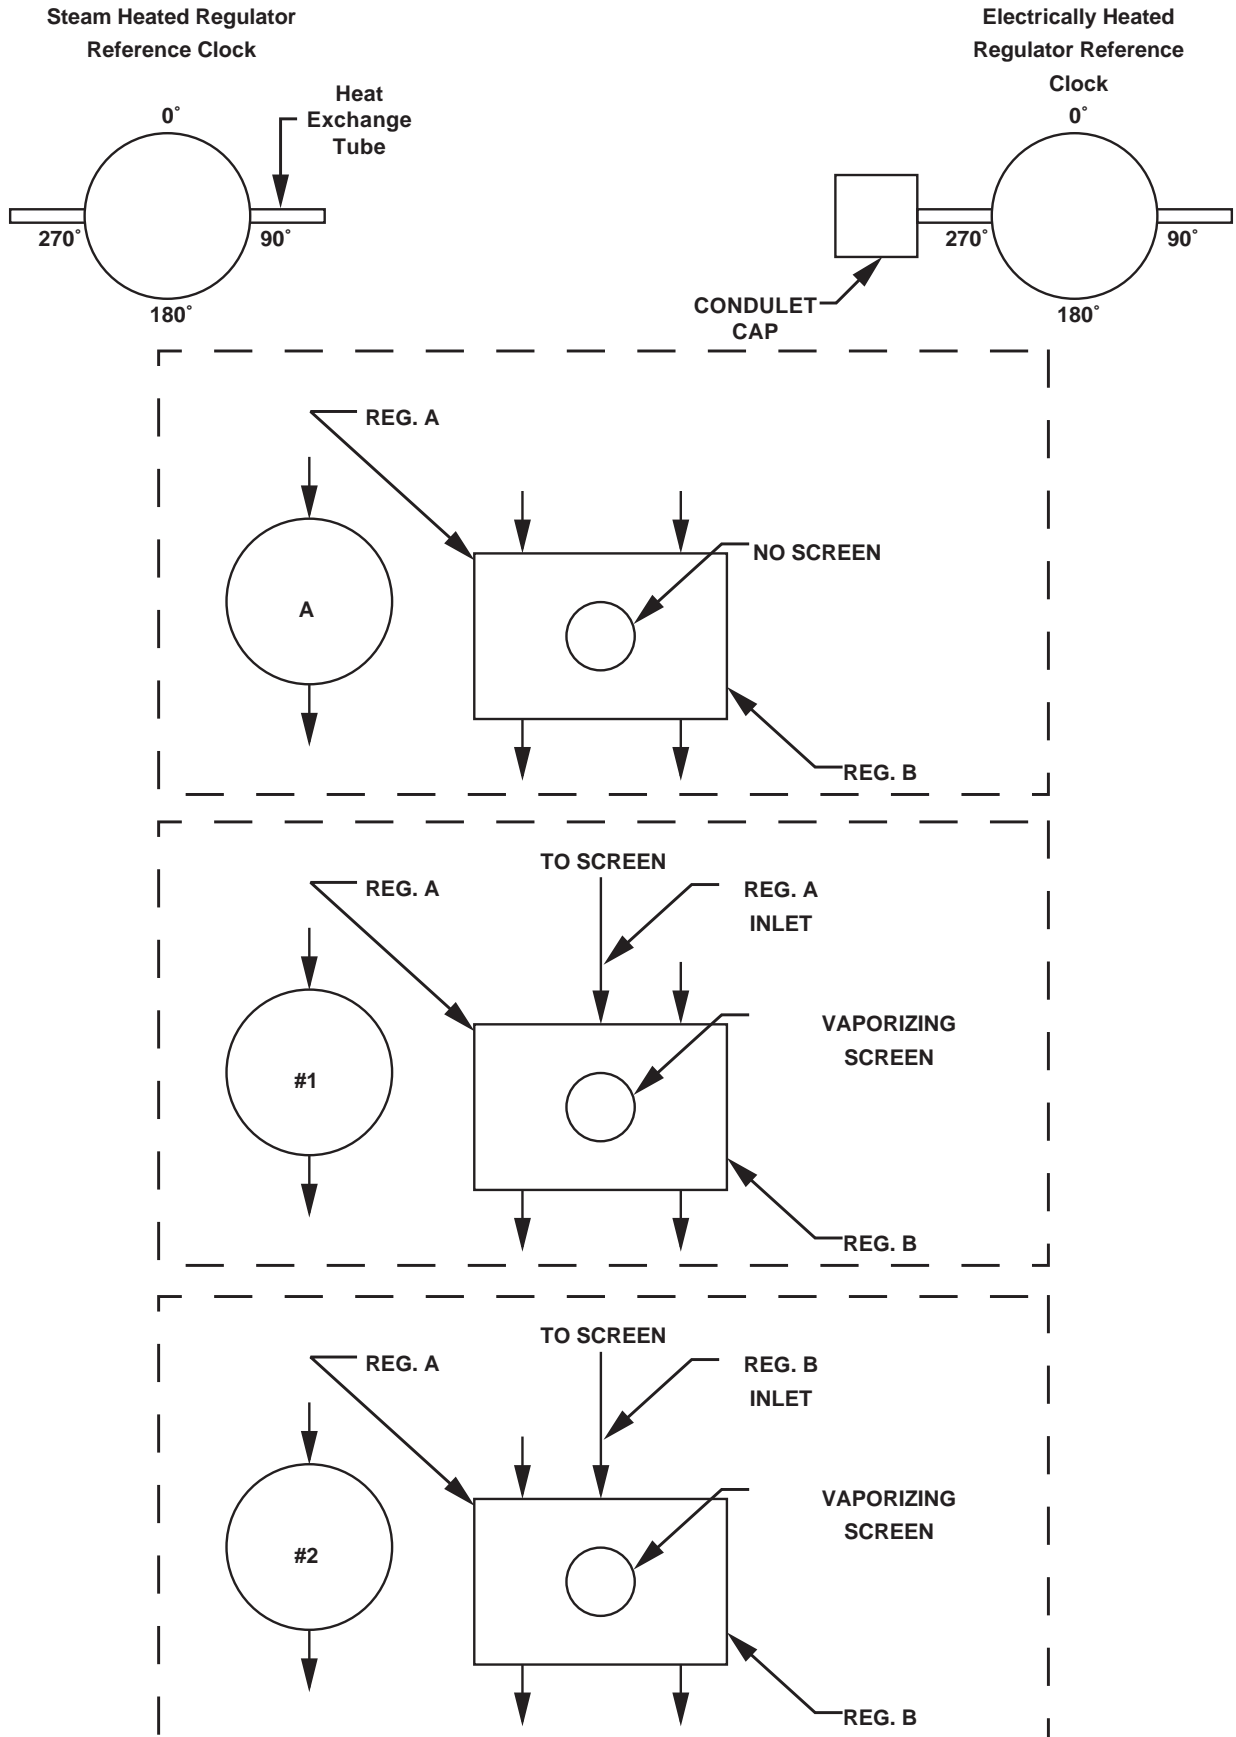 Steam Heated Regulator
Reference Clock
0°
Heat
Exchange
Tube
270°
90°
180°
Electrically Heated
Regulator Reference
Clock
0°
270°
90°
180°
CONDULET
CAP
REG. A
NO SCREEN
A
REG. B
TO SCREEN
REG. A
REG. A
INLET
VAPORIZING
SCREEN
#1
REG. B
TO SCREEN
REG. A
REG. B
INLET
VAPORIZING
SCREEN
#2
REG. B